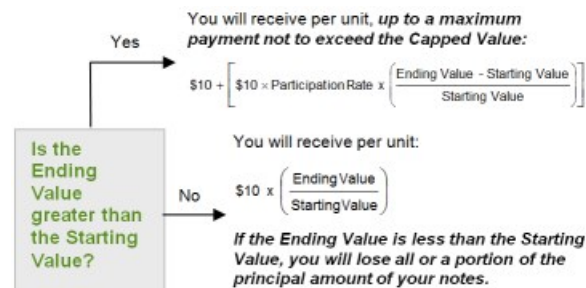 You will receive per unit, up to a maximum
payment not to exceed the Capped Value:
Yes
$10 + [ $10 × Participation Rate x ( Ending Value - Starting Value / Starting Value ) ]
Is the
Ending
Value
greater than
the Starting
Value?
You will receive per unit:
No
$10 x ( Ending Value / Starting Value )
If the Ending Value is less than the Starting
Value, you will lose all or a portion of the
principal amount of your notes.